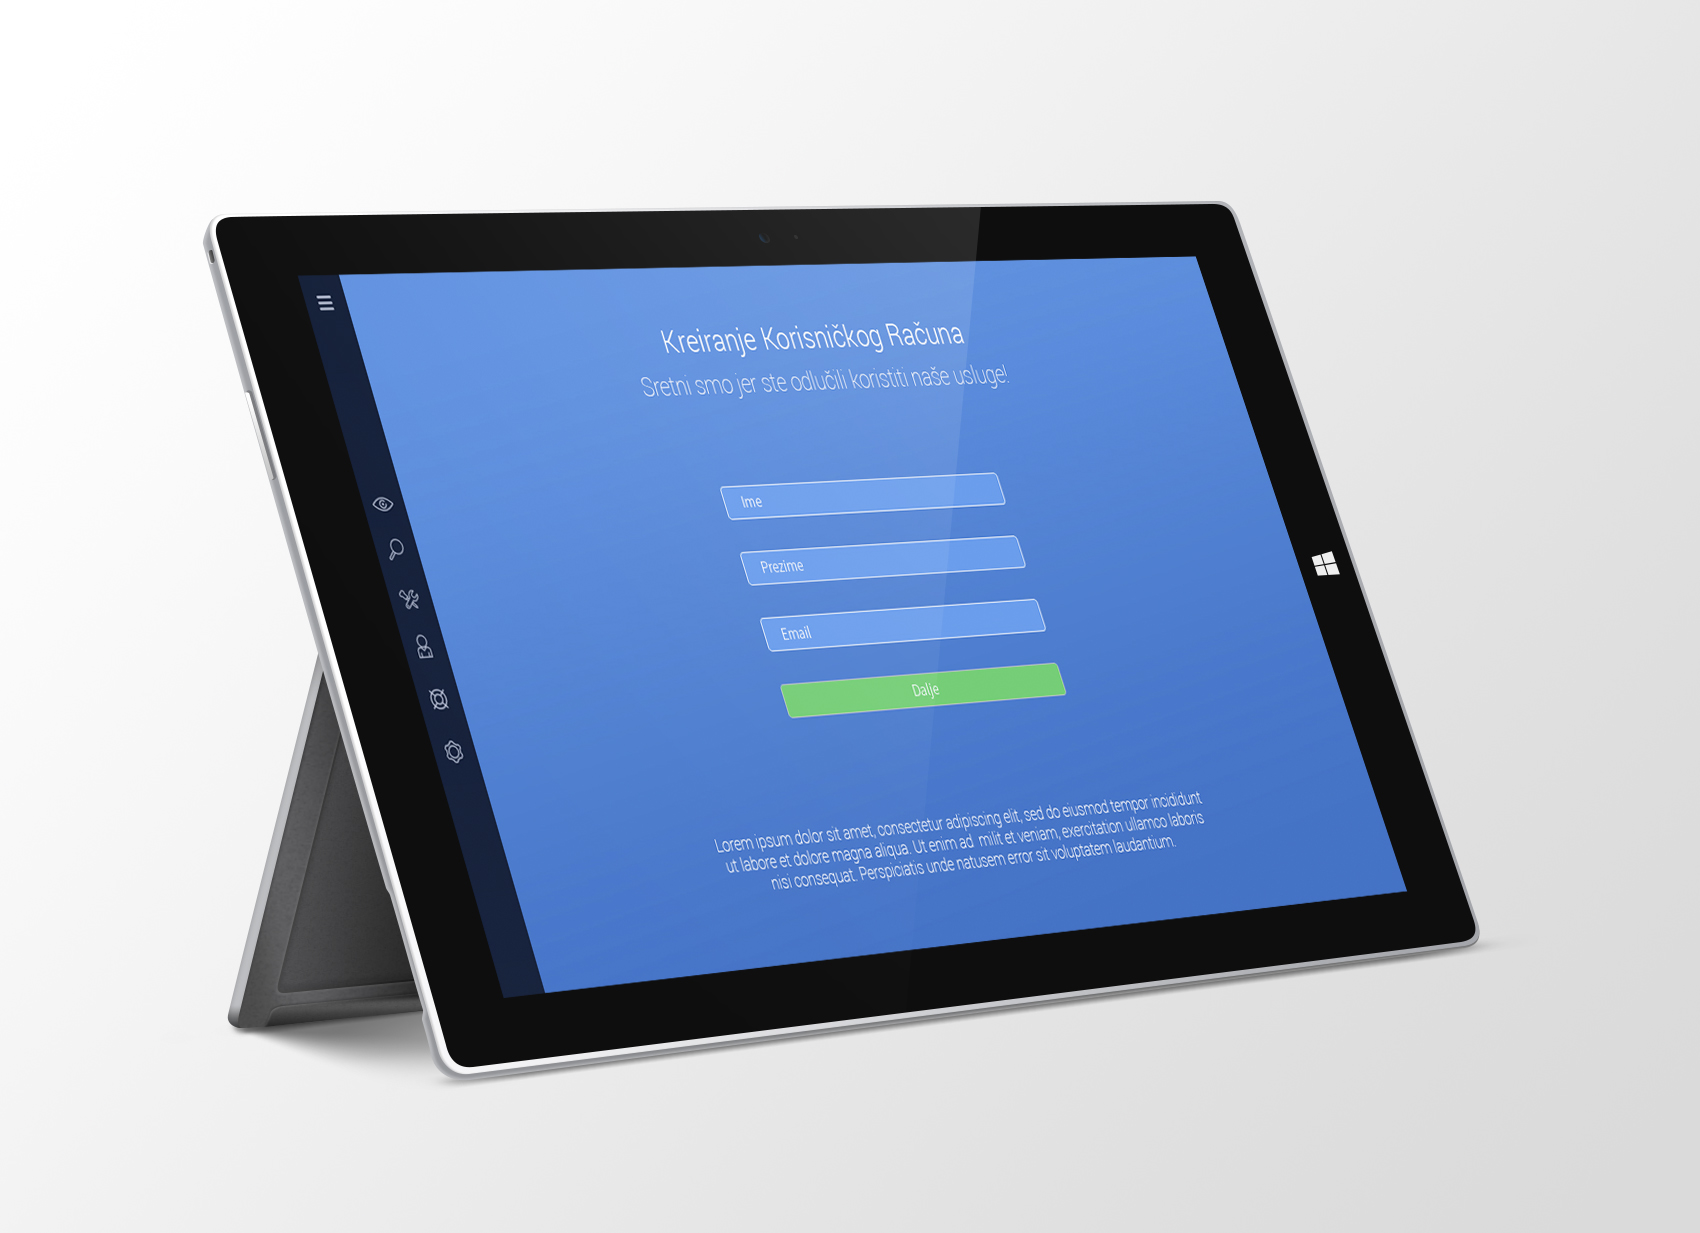 Kreiranje Korisničkog Računa
Sretni smo jer ste odlučili koristiti naše usluge!
Ime
Prezime
Email
Dalje
Lorem ipsum dolor sit amet, consectetur adipiscing elit, sed do eiusmod tempor incididunt
ut labore et dolore magna aliqua. Ut enim ad milit et veniam, exercitation ullamco laboris
nisi consequat. Perspiciatis unde natusem error sit voluptatem laudantium.